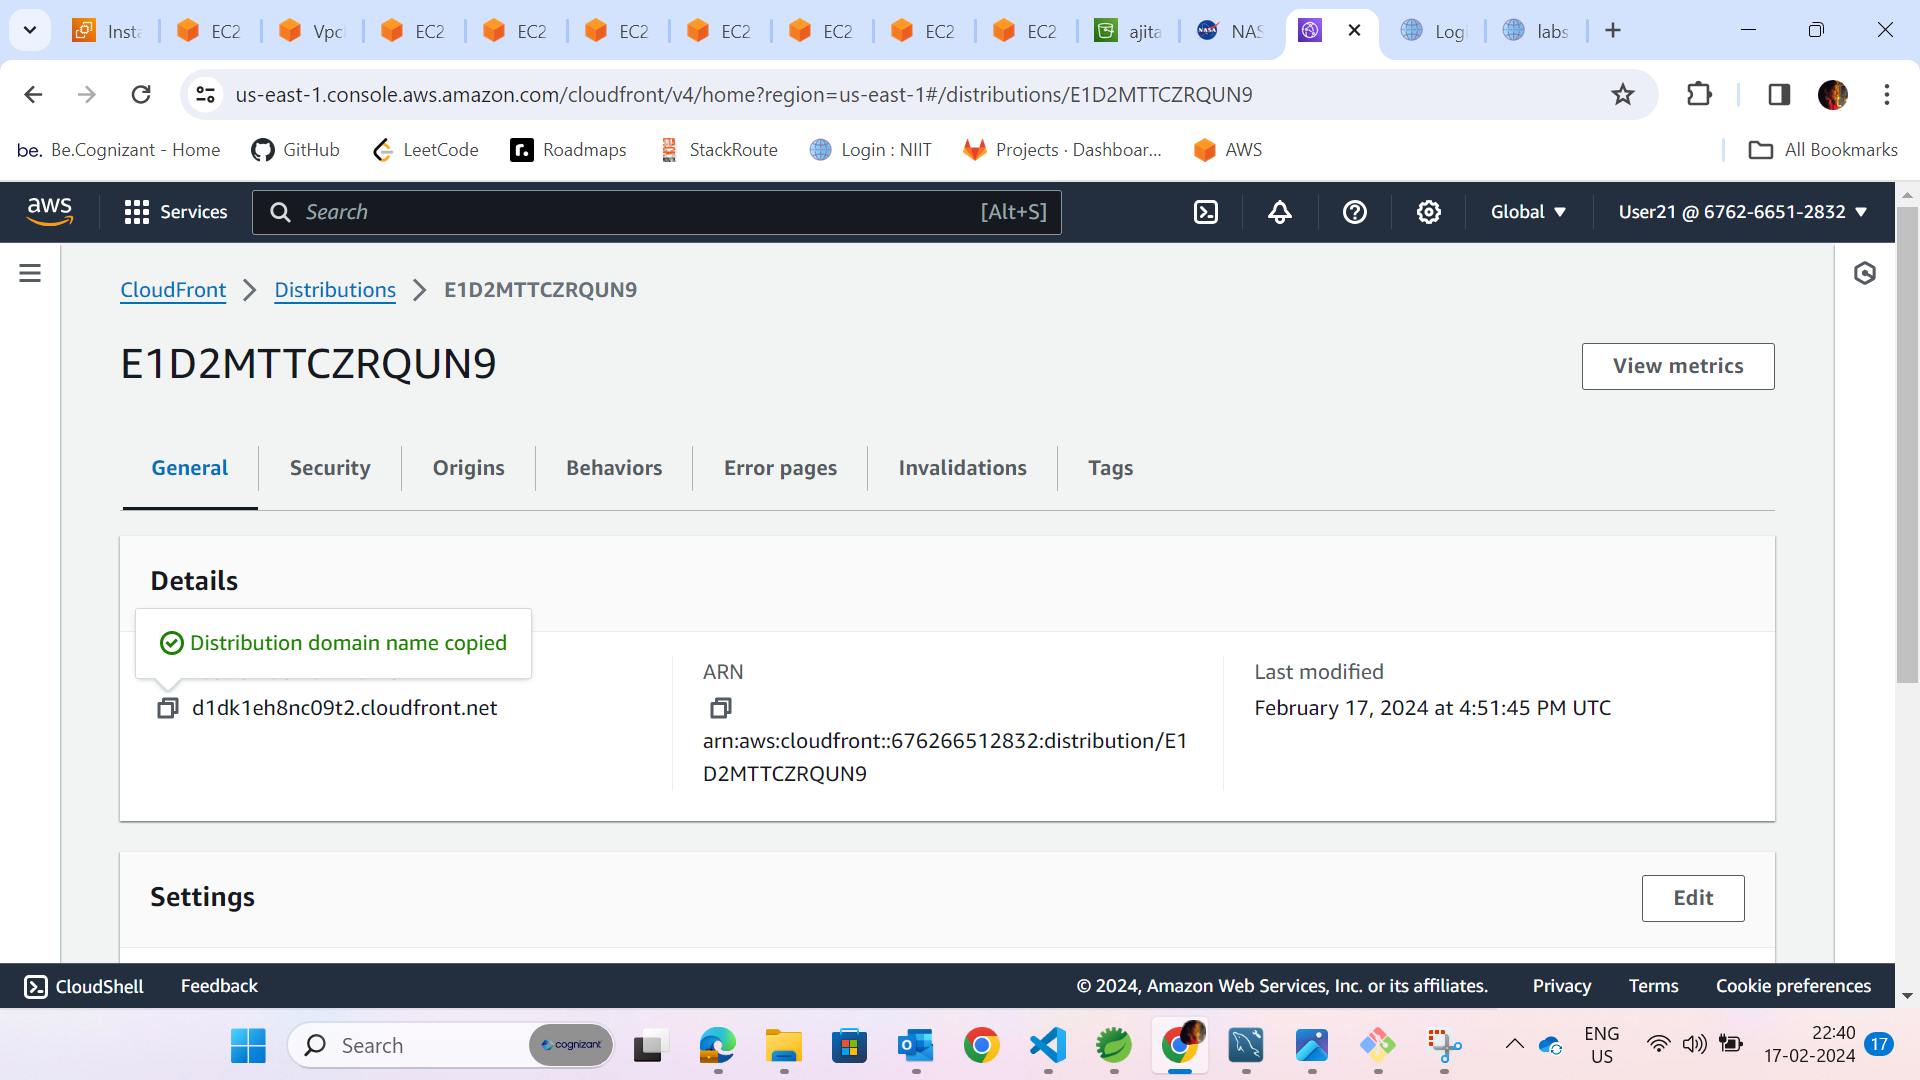 Insta
EC2
Vpc
EC2
EC2
EC2
EC2
EC2
EC2
EC2
ajita
NAS
Logi
labs
us-east-1.console.aws.amazon.com/cloudfront/v4/home?region=us-east-1#/distributions/E1D2MTTCZRQUN9
be. Be.Cognizant - Home
GitHub
LeetCode
Roadmaps
StackRoute
Login : NIIT
Projects · Dashboar...
AWS
All Bookmarks
aws
Services
Search
[Alt+S]
Global
User21 @ 6762-6651-2832
CloudFront
Distributions
E1D2MTTCZRQUN9
E1D2MTTCZRQUN9
View metrics
General
Security
Origins
Behaviors
Error pages
Invalidations
Tags
Details
Distribution domain name copied
d1dk1eh8nc09t2.cloudfront.net
ARN
arn:aws:cloudfront::676266512832:distribution/E1
D2MTTCZRQUN9
Last modified
February 17, 2024 at 4:51:45 PM UTC
Settings
Edit
CloudShell
Feedback
© 2024, Amazon Web Services, Inc. or its affiliates.
Privacy
Terms
Cookie preferences
Search
cognizant
ENG
US
22:40
17-02-2024
17